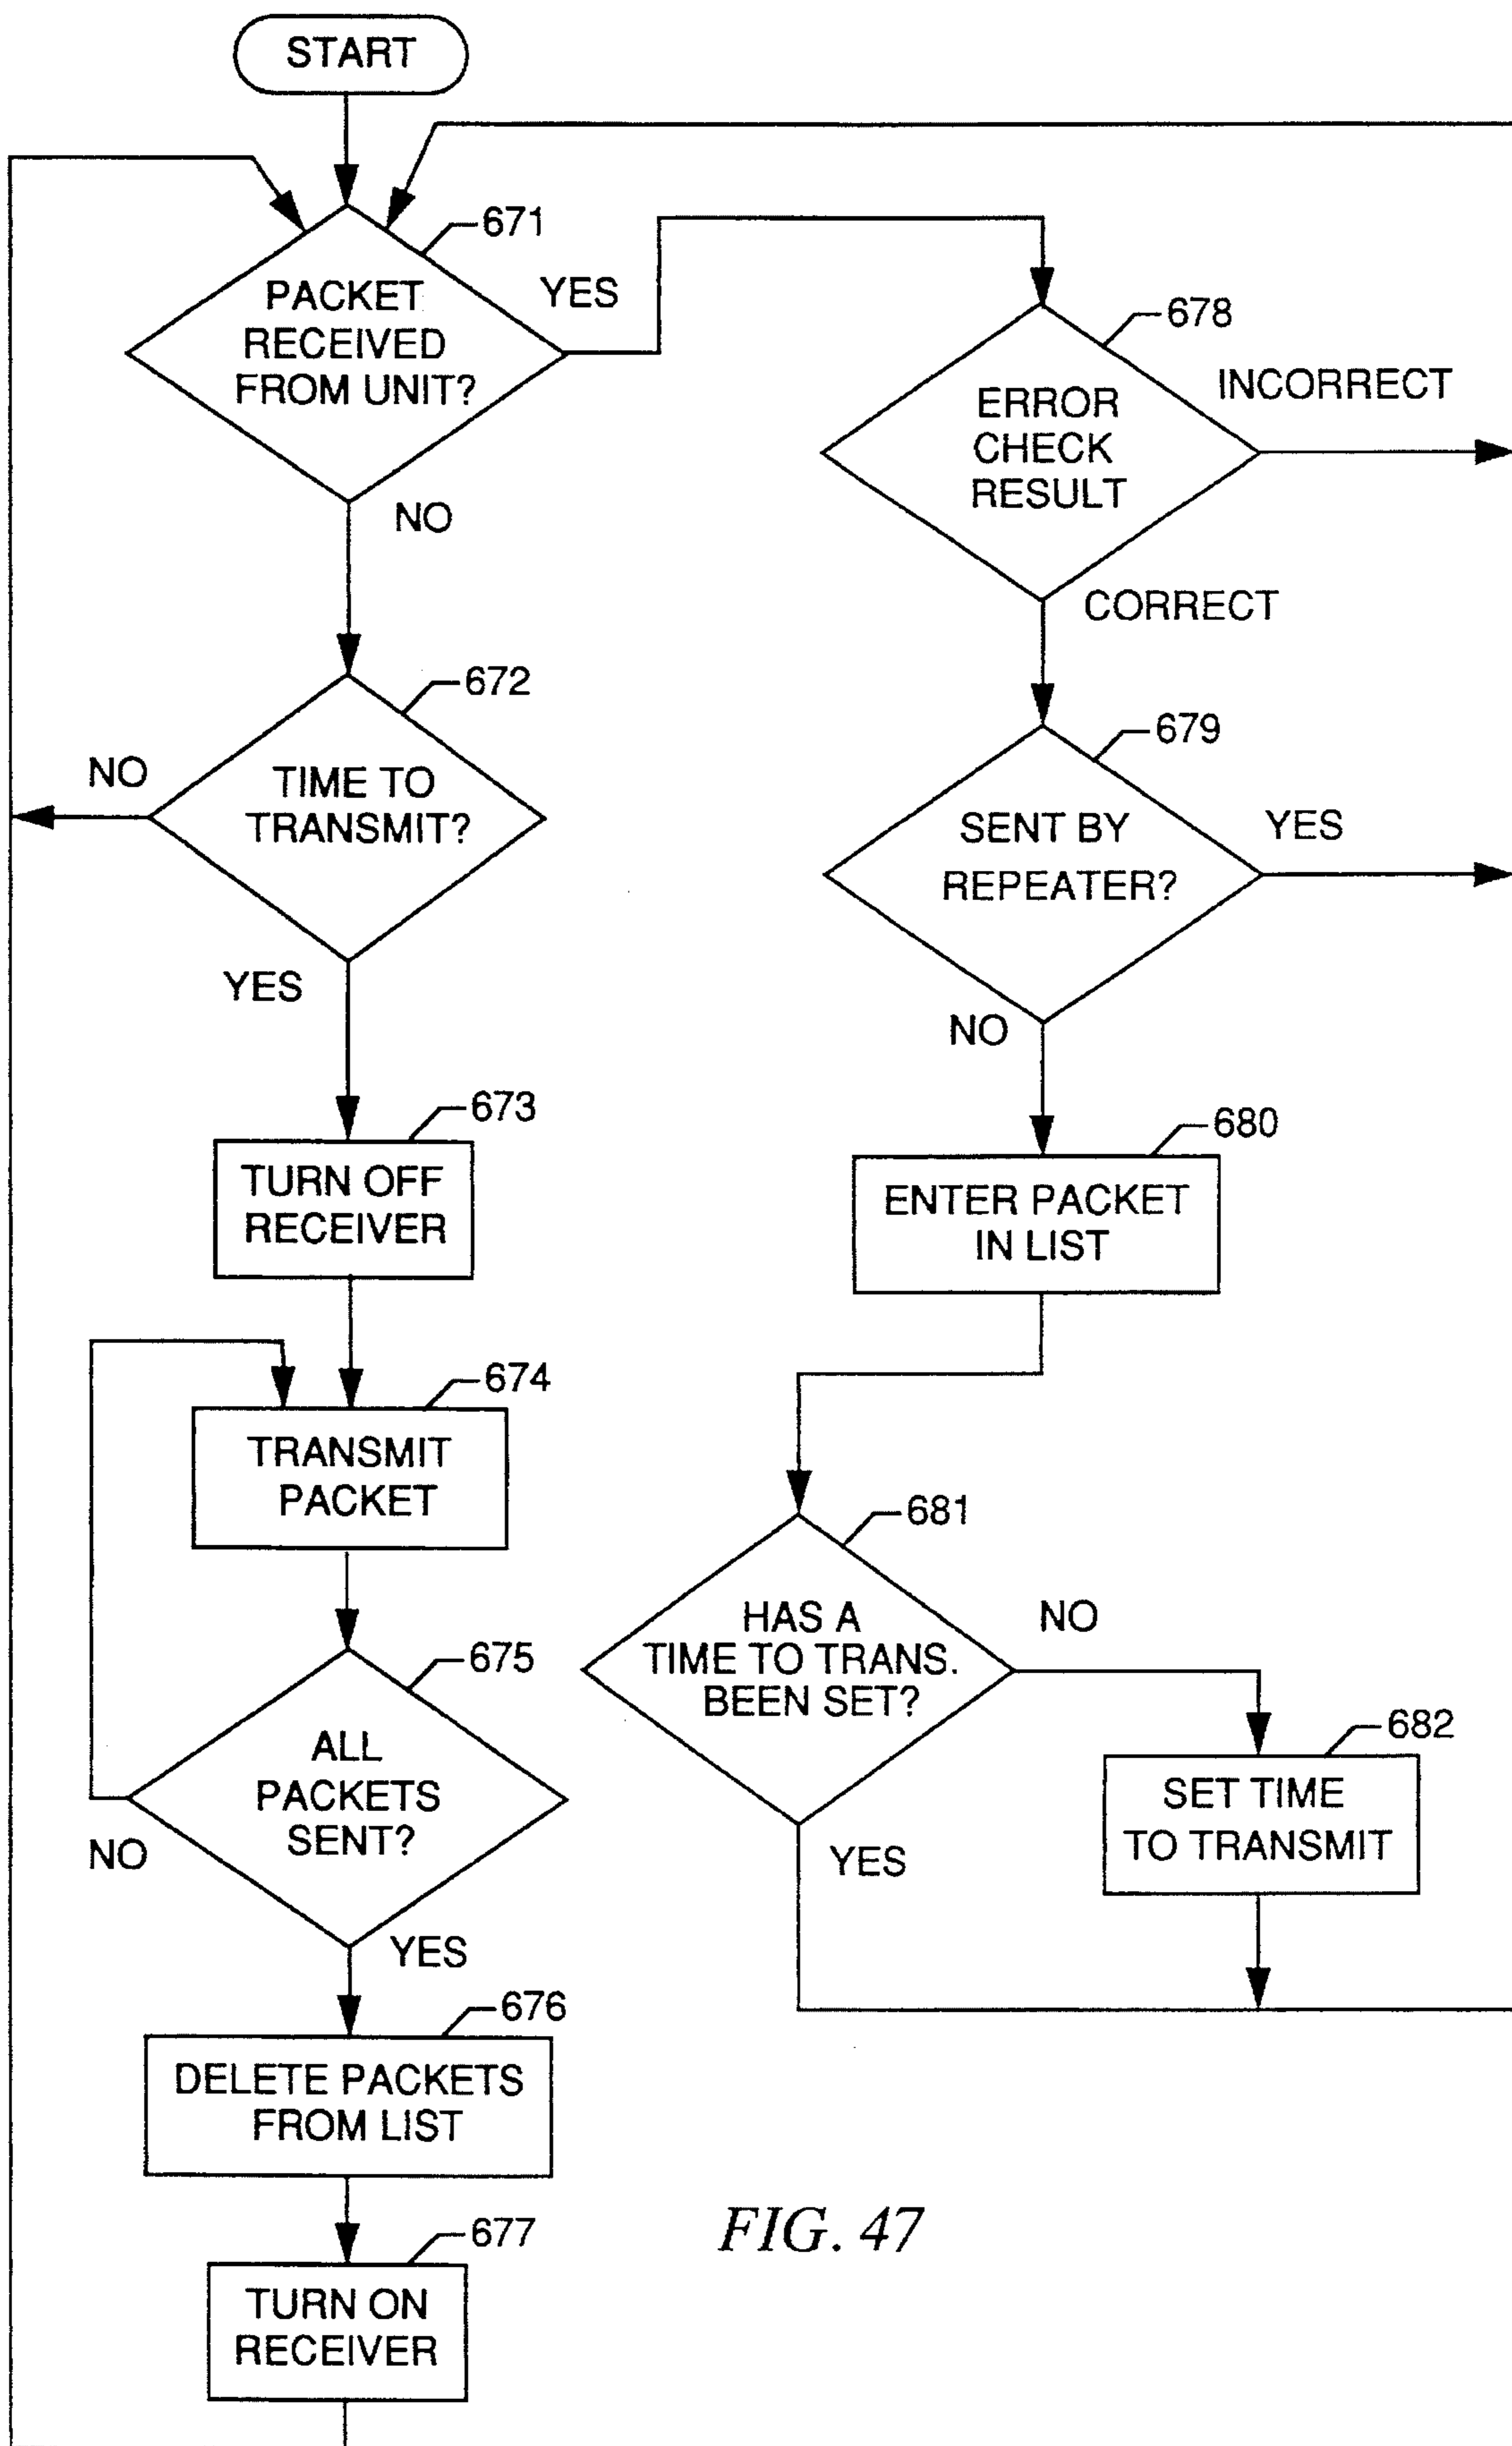 START
671
PACKET
RECEIVED
FROM UNIT?
YES
NO
672
TIME TO
TRANSMIT?
NO
YES
673
TURN OFF
RECEIVER
674
TRANSMIT
PACKET
675
ALL
PACKETS
SENT?
NO
YES
676
DELETE PACKETS
FROM LIST
677
TURN ON
RECEIVER
678
ERROR
CHECK
RESULT
INCORRECT
CORRECT
679
SENT BY
REPEATER?
YES
NO
680
ENTER PACKET
IN LIST
681
HAS A
TIME TO TRANS.
BEEN SET?
NO
YES
682
SET TIME
TO TRANSMIT
FIG. 47